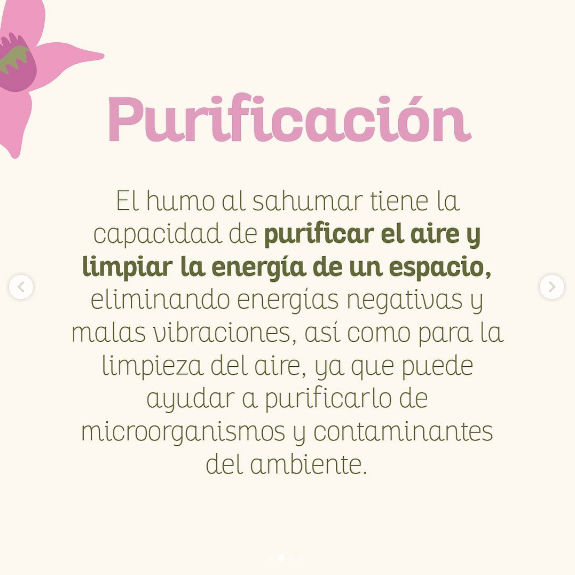 Purificación
El humo al sahumar tiene la
capacidad de purificar el aire y
limpiar la energía de un espacio,
eliminando energías negativas y
malas vibraciones, así como para la
limpieza del aire, ya que puede
ayudar a purificarlo de
microorganismos y contaminantes
del ambiente.